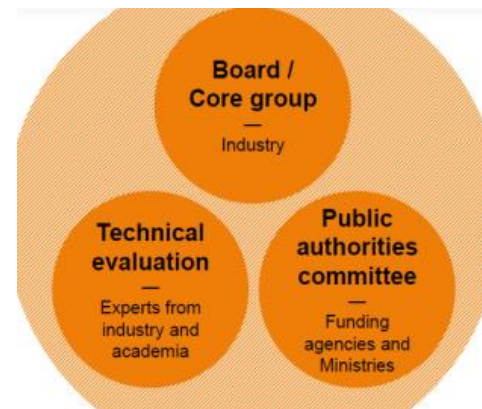 Board /
Core group
—
Industry
Technical
evaluation
—
Experts from
industry and
academia
Public
authorities
committee
—
Funding
agencies and
Ministries